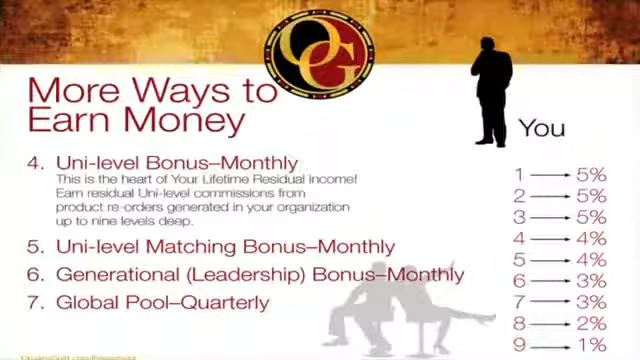 OG
More Ways to
Earn Money
You
4. Uni-level Bonus–Monthly
This is the heart of Your Lifetime Residual Income!
Earn residual Uni-level commissions from
product re-orders generated in your organization
up to nine levels deep.
5. Uni-level Matching Bonus–Monthly
6. Generational (Leadership) Bonus–Monthly
7. Global Pool–Quarterly
1 → 5%
2 → 5%
3 → 5%
4 → 4%
5 → 4%
6 → 3%
7 → 3%
8 → 2%
9 → 1%